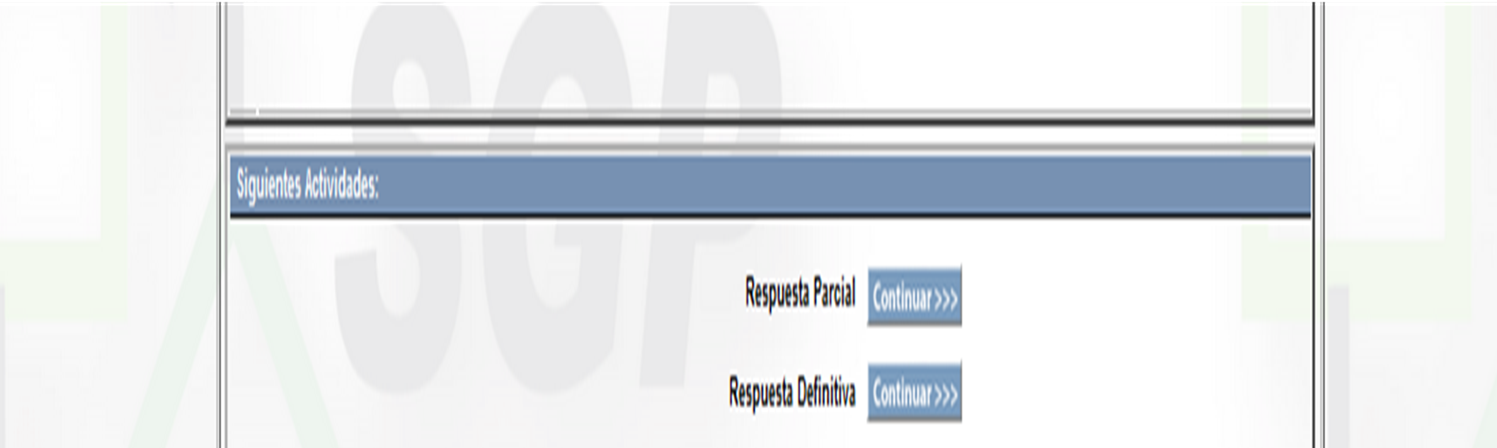 SGP
Siguientes Actividades:
Respuesta Parcial Continuar >>>
Respuesta Definitiva Continuar >>>